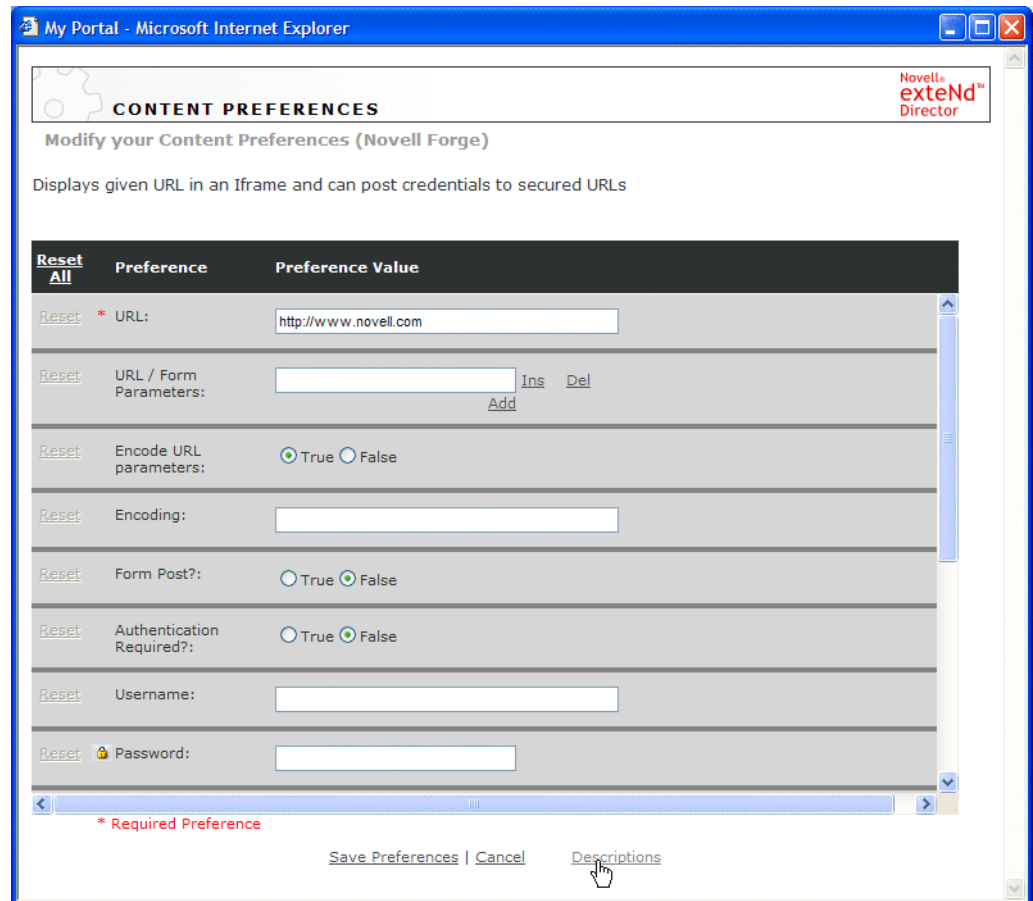 My Portal - Microsoft Internet Explorer
Novell®
exteNd™
Director
CONTENT PREFERENCES
Modify your Content Preferences (Novell Forge)
Displays given URL in an Iframe and can post credentials to secured URLs
Reset All Preference Preference Value
Reset * URL: http://www.novell.com
Reset URL / Form Parameters: Ins Del
Add
Reset Encode URL parameters: True False
Reset Encoding:
Reset Form Post?: True False
Reset Authentication Required?: True False
Reset Username:
Reset Password:
* Required Preference
Save Preferences | Cancel Descriptions